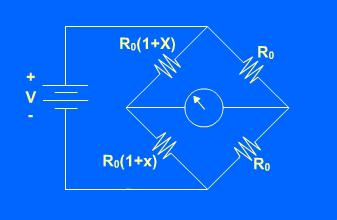 R₀(1+X)
R₀
+
V
-
R₀(1+x)
R₀